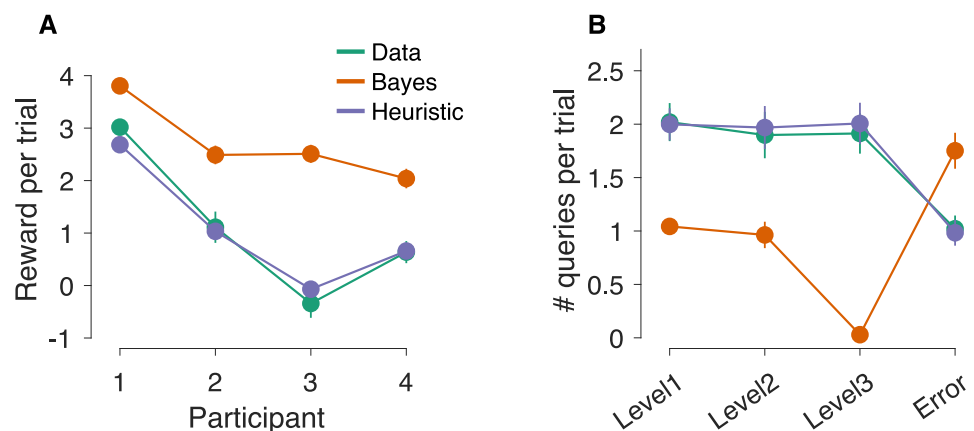 A
Data
Bayes
Heuristic
Reward per trial
4
3
2
1
0
-1
1 2 3 4
Participant
B
# queries per trial
2.5
2
1.5
1
0.5
0
Level1 Level2 Level3 Error